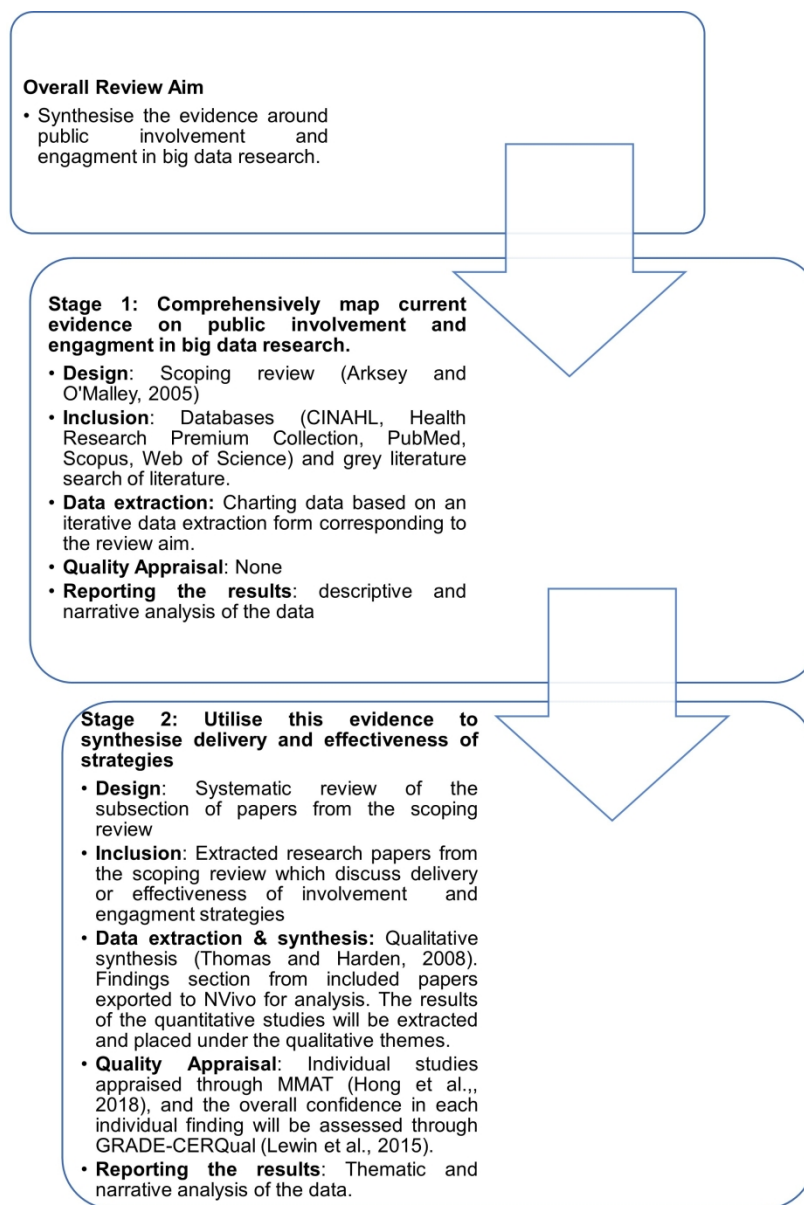 Overall Review Aim
• Synthesise the evidence around
public involvement and
engagment in big data research.
Stage 1: Comprehensively map current
evidence on public involvement and
engagment in big data research.
• Design: Scoping review (Arksey and
O'Malley, 2005)
• Inclusion: Databases (CINAHL, Health
Research Premium Collection, PubMed,
Scopus, Web of Science) and grey literature
search of literature.
• Data extraction: Charting data based on an
iterative data extraction form corresponding to
the review aim.
• Quality Appraisal: None
• Reporting the results: descriptive and
narrative analysis of the data
Stage 2: Utilise this evidence to
synthesise delivery and effectiveness of
strategies
• Design: Systematic review of the
subsection of papers from the scoping
review
• Inclusion: Extracted research papers from
the scoping review which discuss delivery
or effectiveness of involvement and
engagment strategies
• Data extraction & synthesis: Qualitative
synthesis (Thomas and Harden, 2008).
Findings section from included papers
exported to NVivo for analysis. The results
of the quantitative studies will be extracted
and placed under the qualitative themes.
• Quality Appraisal: Individual studies
appraised through MMAT (Hong et al.,,
2018), and the overall confidence in each
individual finding will be assessed through
GRADE-CERQual (Lewin et al., 2015).
• Reporting the results: Thematic and
narrative analysis of the data.